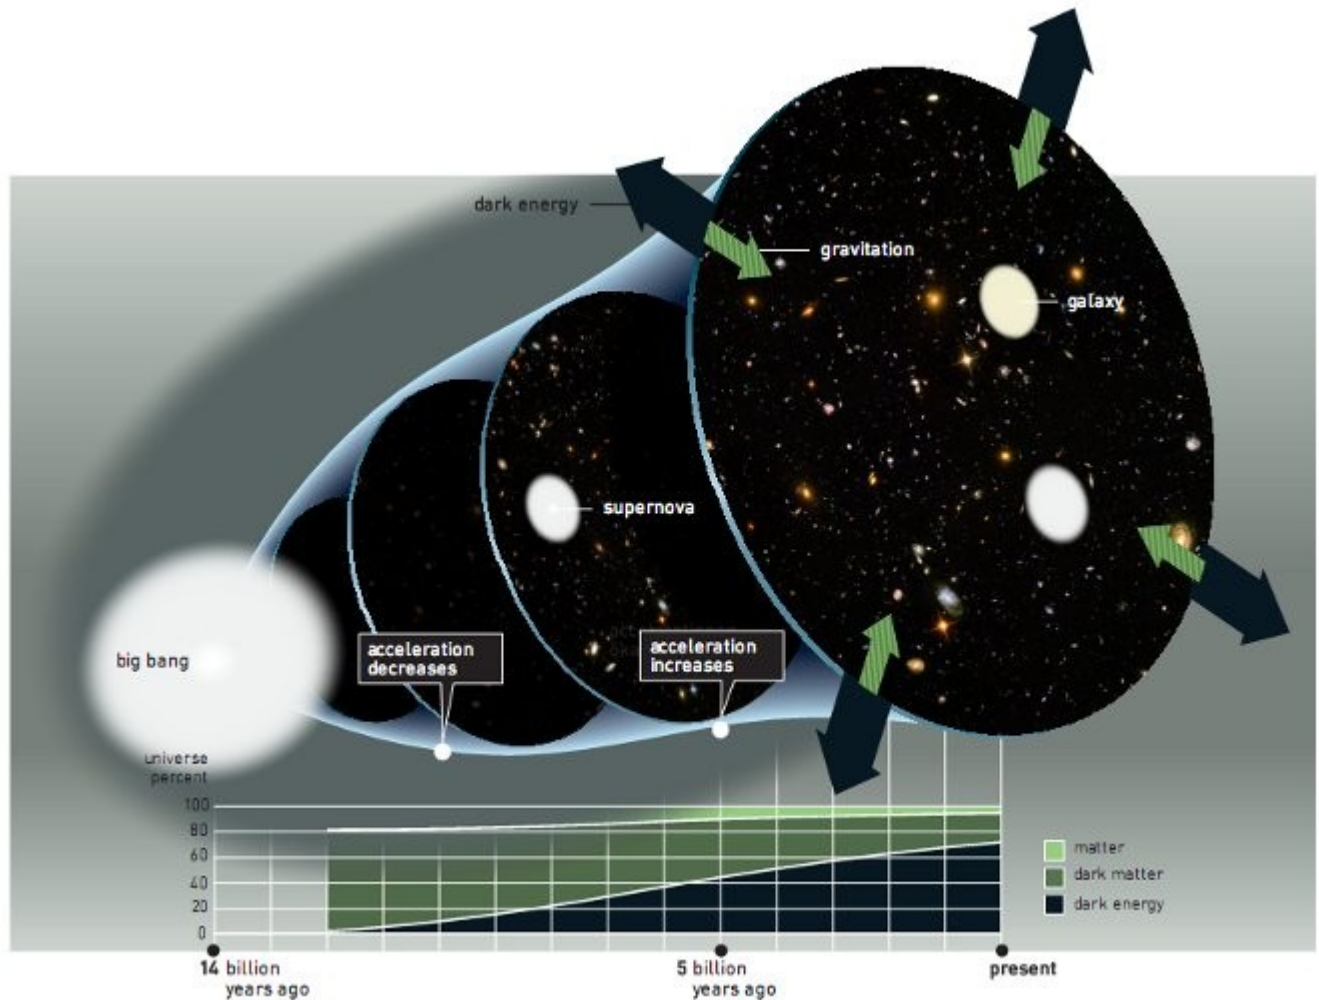 dark energy
gravitation
galaxy
supernova
big bang
acceleration
decreases
acceleration
increases
universe
percent
100
80
60
40
20
0
matter
dark matter
dark energy
14 billion
years ago
5 billion
years ago
present